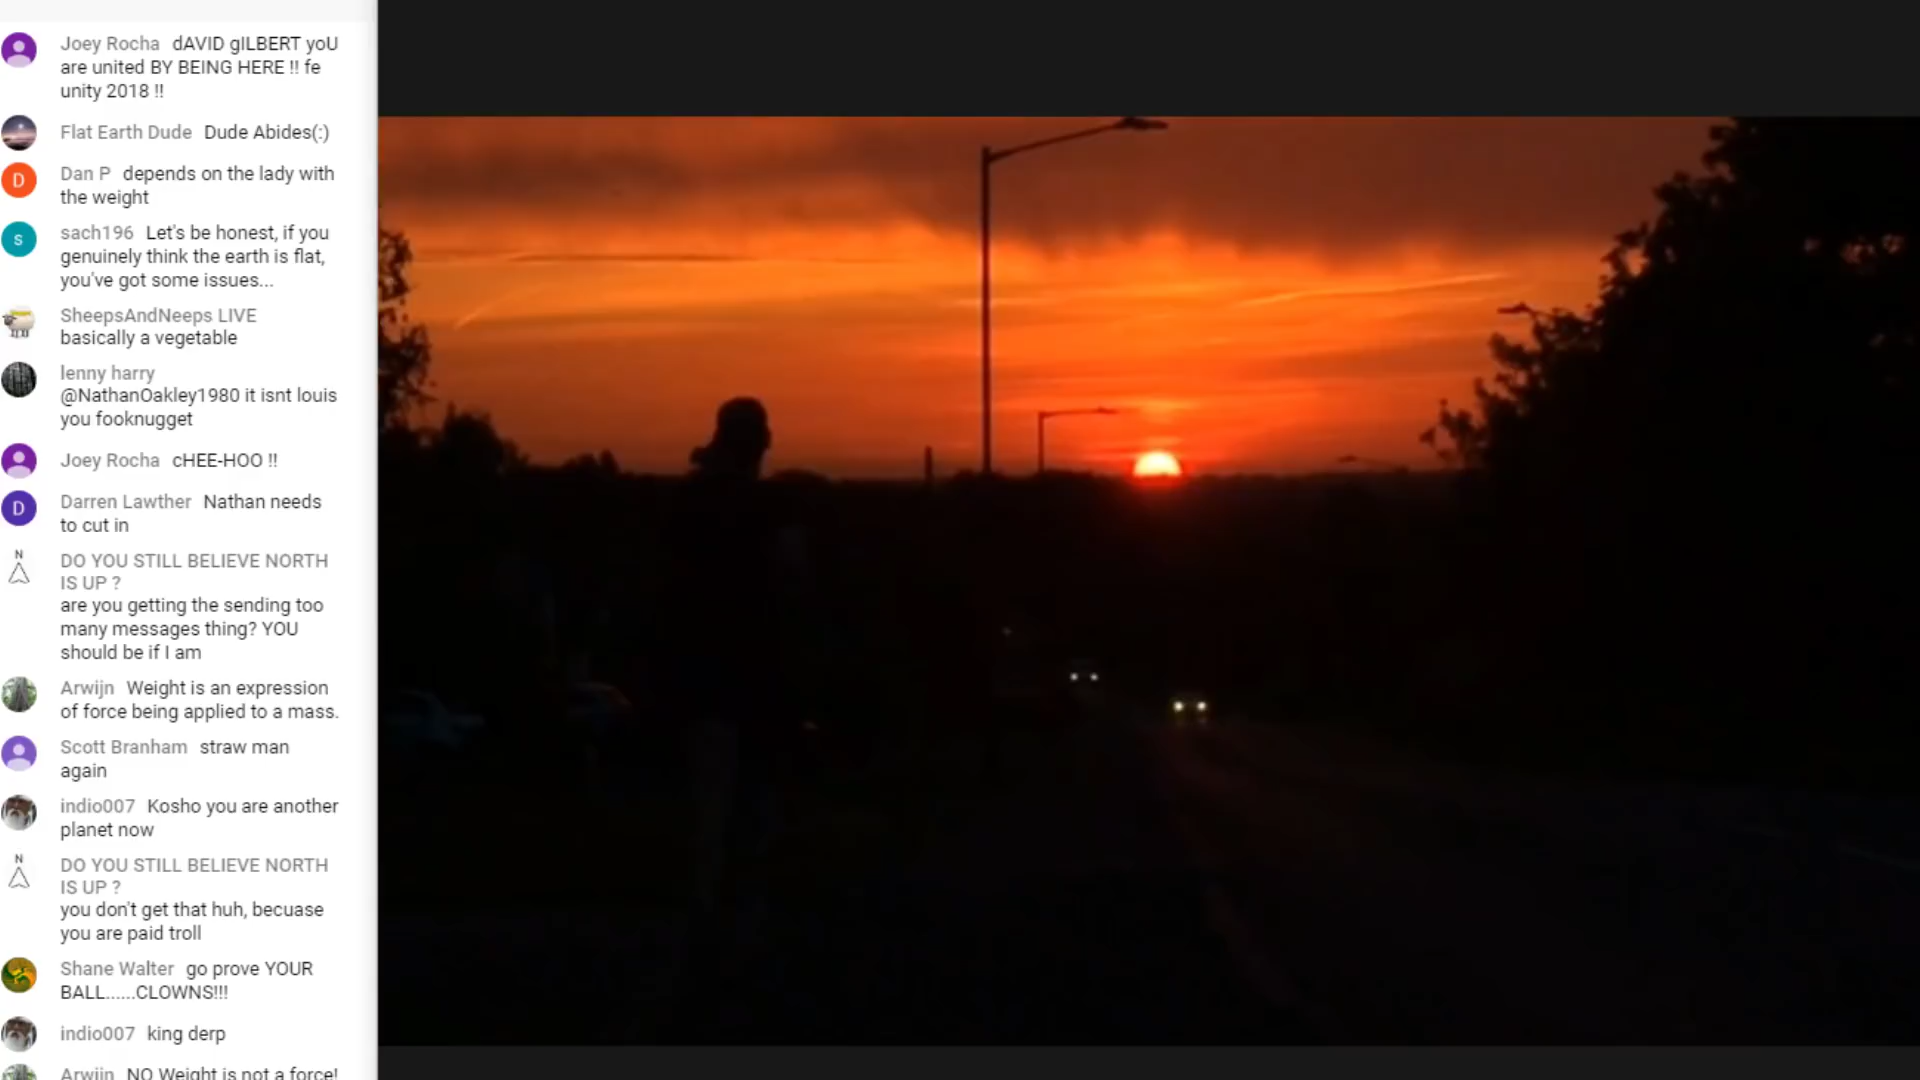 Joey Rocha dAVID gILBERT yoU
are united BY BEING HERE !! fe
unity 2018 !!
Flat Earth Dude Dude Abides(:)
D
Dan P depends on the lady with
the weight
s
sach196 Let's be honest, if you
genuinely think the earth is flat,
you've got some issues...
SheepsAndNeeps LIVE
basically a vegetable
lenny harry
@NathanOakley1980 it isnt louis
you fooknugget
Joey Rocha cHEE-HOO !!
D
Darren Lawther Nathan needs
to cut in
N
DO YOU STILL BELIEVE NORTH
IS UP ?
are you getting the sending too
many messages thing? YOU
should be if I am
Arwijn Weight is an expression
of force being applied to a mass.
Scott Branham straw man
again
indio007 Kosho you are another
planet now
N
DO YOU STILL BELIEVE NORTH
IS UP ?
you don't get that huh, becuase
you are paid troll
Shane Walter go prove YOUR
BALL......CLOWNS!!!
indio007 king derp
Arwijn NO Weight is not a force!